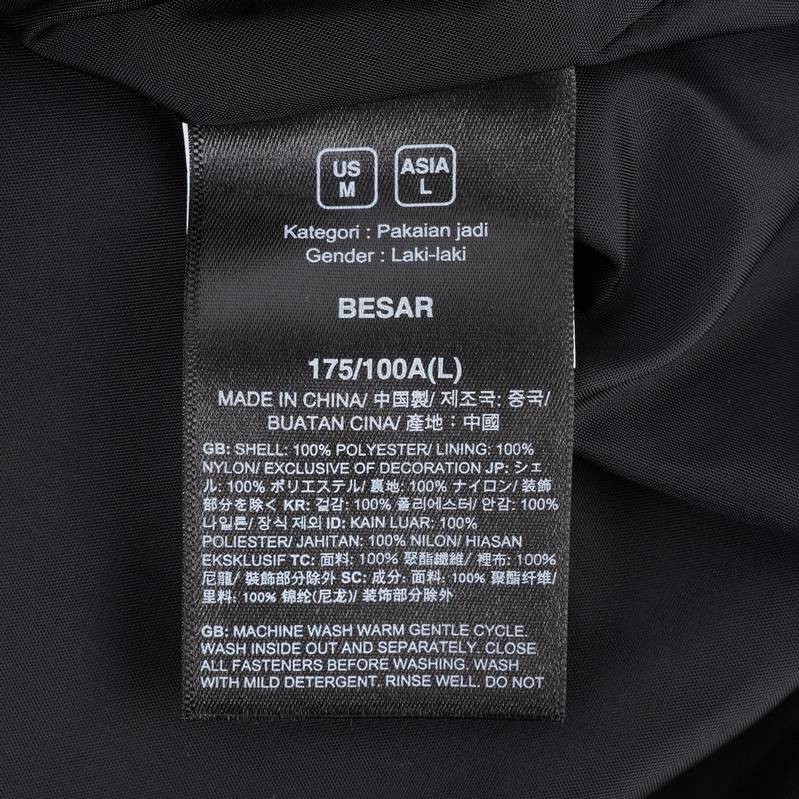 US ASIA
M L
Kategori : Pakaian jadi
Gender : Laki-laki
BESAR
175/100A(L)
MADE IN CHINA/ 中国製/ 제조국: 중국/
BUATAN CINA/ 產地：中國
GB: SHELL: 100% POLYESTER/ LINING: 100%
NYLON/ EXCLUSIVE OF DECORATION JP: シェ
ル: 100% ポリエステル/ 裏地: 100% ナイロン/ 装飾
部分を除く KR: 겉감: 100% 폴리에스터/ 안감: 100%
나일론/ 장식 제외 ID: KAIN LUAR: 100%
POLIESTER/ JAHITAN: 100% NILON/ HIASAN
EKSKLUSIF TC: 面料: 100% 聚酯纖維/ 裡布: 100%
尼龍/ 裝飾部分除外 SC: 成分: 面料: 100% 聚酯纤维/
里料: 100% 锦纶(尼龙)/ 装饰部分除外
GB: MACHINE WASH WARM GENTLE CYCLE.
WASH INSIDE OUT AND SEPARATELY. CLOSE
ALL FASTENERS BEFORE WASHING. WASH
WITH MILD DETERGENT. RINSE WELL. DO NOT